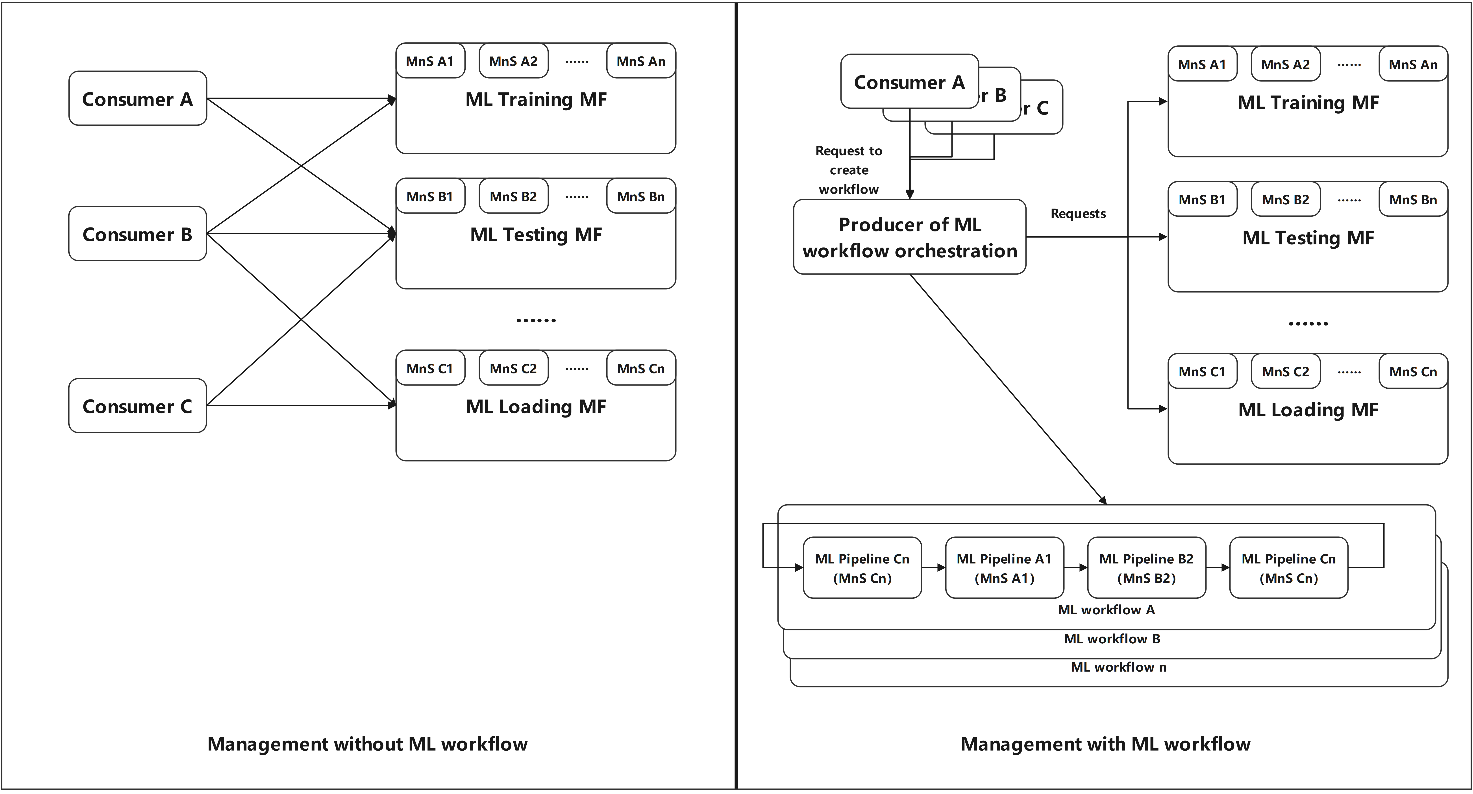 MnS A1 MnS A2 ...... MnS An
Consumer A
ML Training MF
MnS B1 MnS B2 ...... MnS Bn
Consumer B
ML Testing MF
......
MnS C1 MnS C2 ...... MnS Cn
Consumer C
ML Loading MF
Management without ML workflow
Consumer A
r B
r C
Request to
create
workflow
Producer of ML
workflow orchestration
Requests
MnS A1 MnS A2 ...... MnS An
ML Training MF
MnS B1 MnS B2 ...... MnS Bn
ML Testing MF
......
MnS C1 MnS C2 ...... MnS Cn
ML Loading MF
ML Pipeline Cn
(MnS Cn)
ML Pipeline A1
(MnS A1)
ML Pipeline B2
(MnS B2)
ML Pipeline Cn
(MnS Cn)
ML workflow A
ML workflow B
ML workflow n
Management with ML workflow